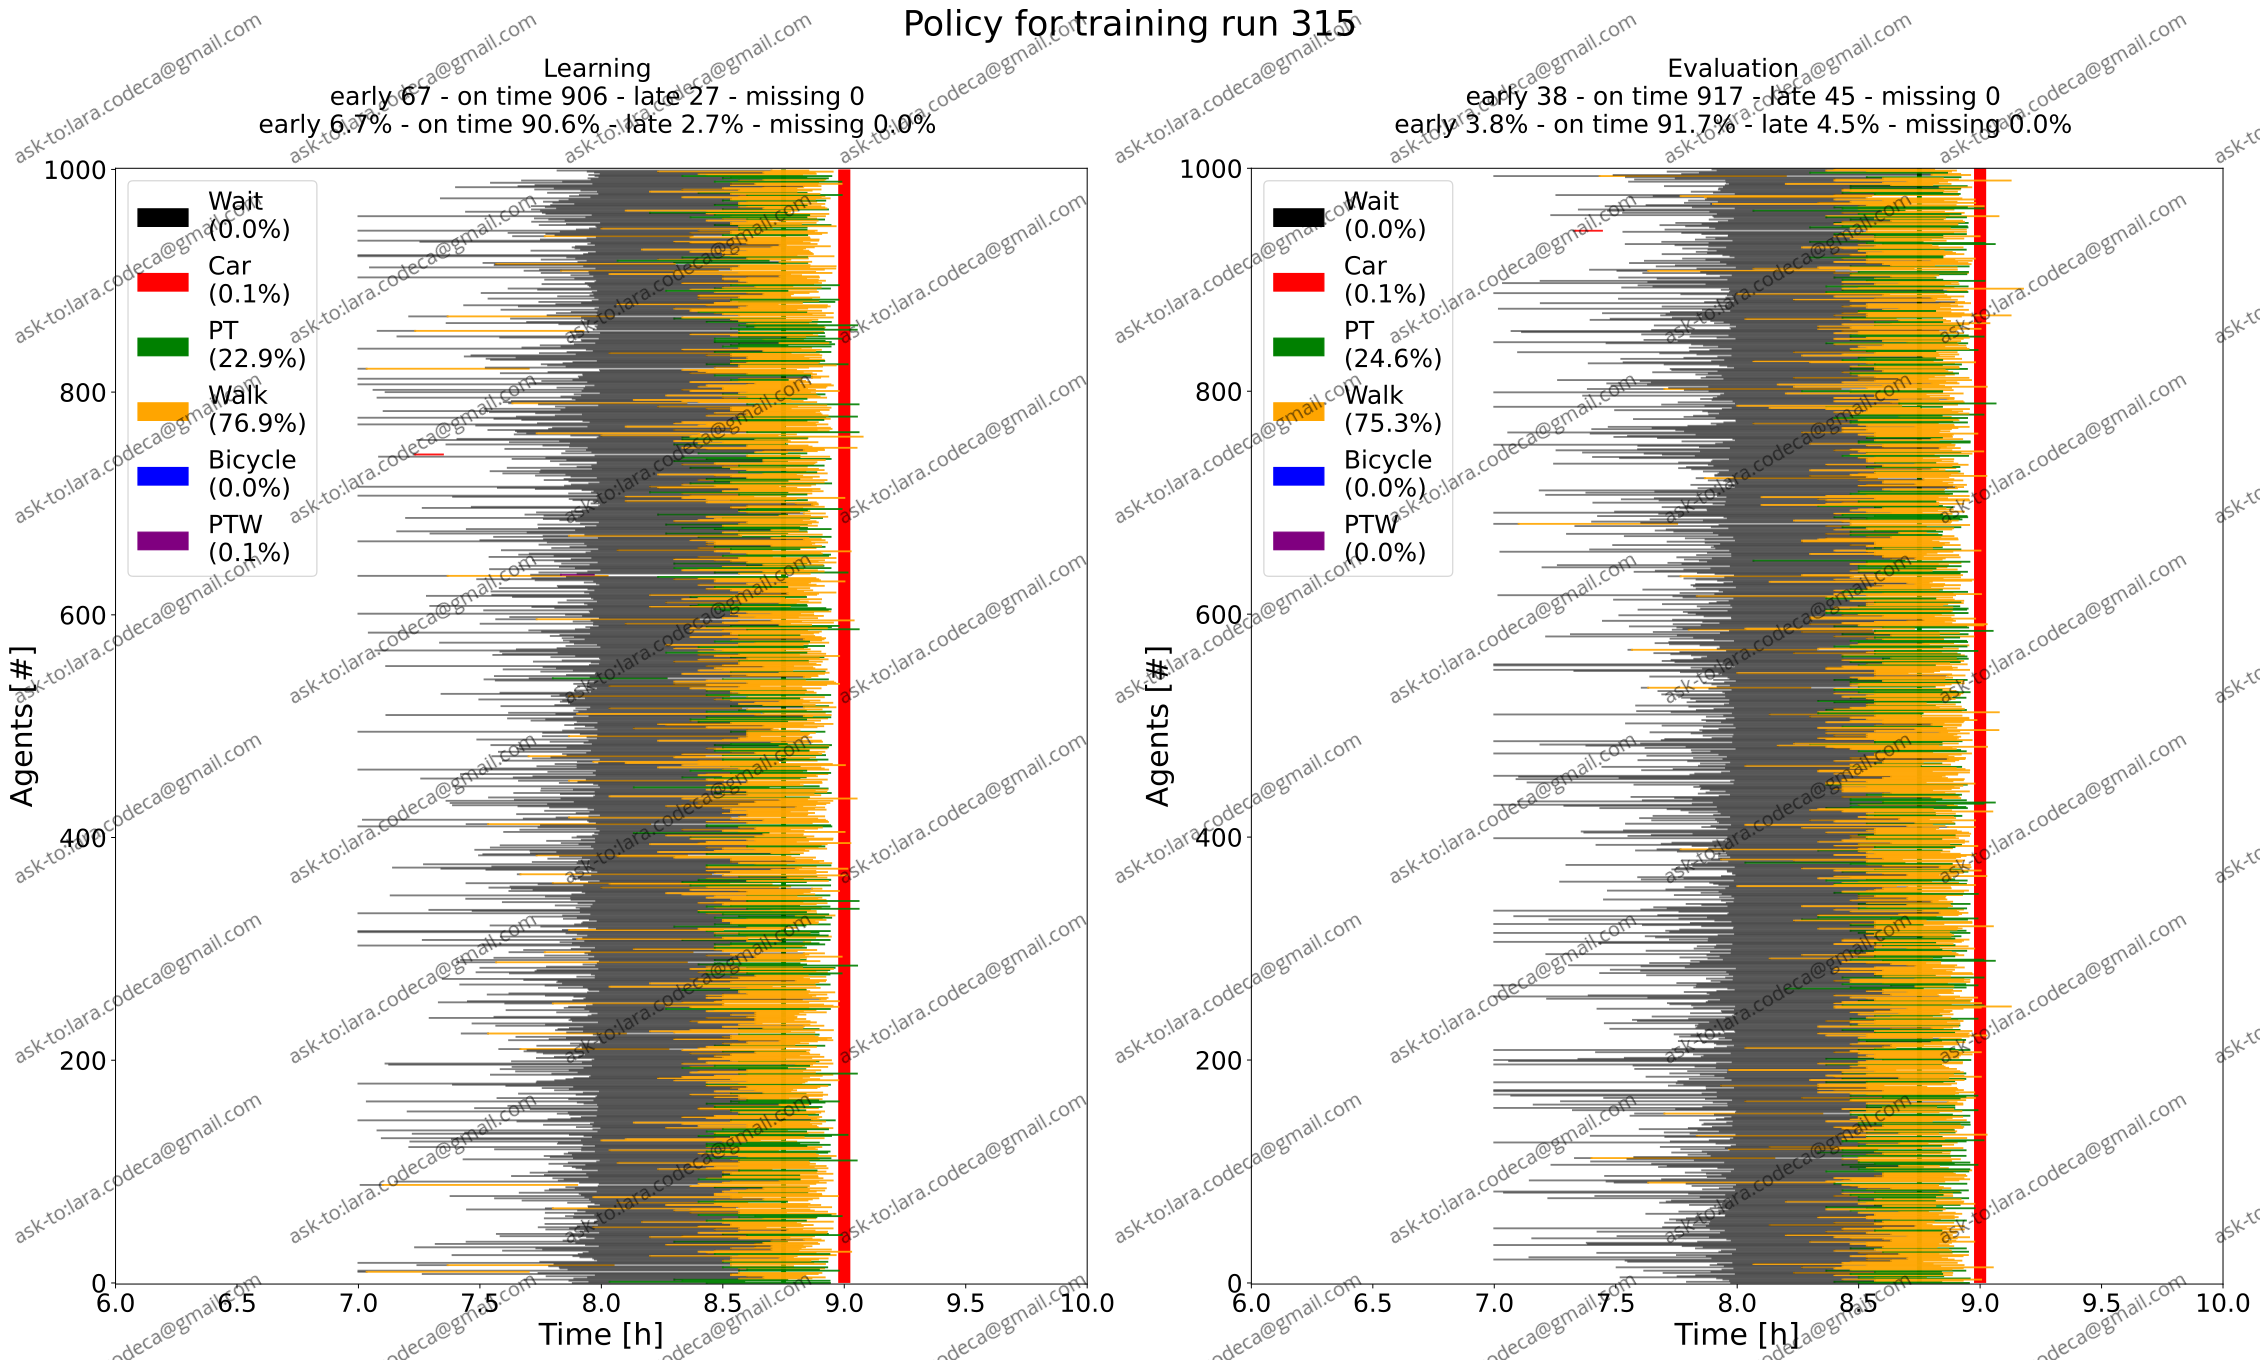 Policy for training run 315
Learning
early 67 - on time 906 - late 27 - missing 0
early 6.7% - on time 90.6% - late 2.7% - missing 0.0%
Evaluation
early 38 - on time 917 - late 45 - missing 0
early 3.8% - on time 91.7% - late 4.5% - missing 0.0%
Agents [#]
1000
800
600
400
200
0
Wait
(0.0%)
Car
(0.1%)
PT
(22.9%)
Walk
(76.9%)
Bicycle
(0.0%)
PTW
(0.1%)
6.0 6.5 7.0 7.5 8.0 8.5 9.0 9.5 10.0
Time [h]
Agents [#]
1000
800
600
400
200
0
Wait
(0.0%)
Car
(0.1%)
PT
(24.6%)
Walk
(75.3%)
Bicycle
(0.0%)
PTW
(0.0%)
6.0 6.5 7.0 7.5 8.0 8.5 9.0 9.5 10.0
Time [h]
ask-to:lara.codeca@gmail.com